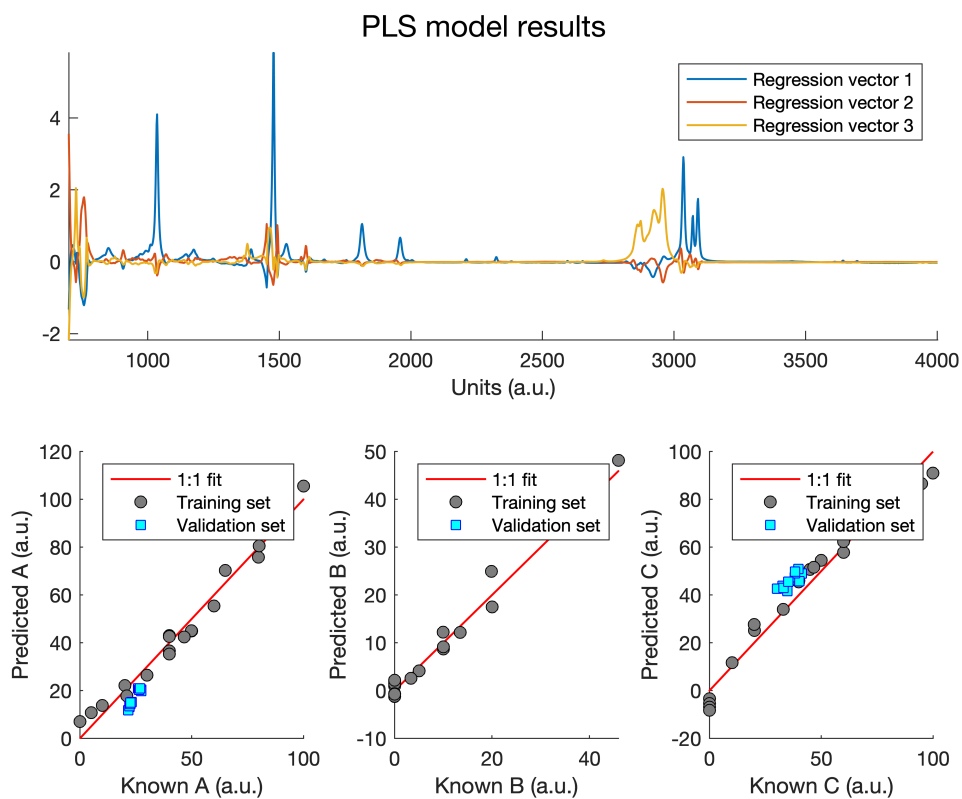 PLS model results
Regression vector 1
Regression vector 2
Regression vector 3
4
2
0
-2
1000 1500 2000 2500 3000 3500 4000
Units (a.u.)
120
100
80
60
40
20
0
Predicted A (a.u.)
1:1 fit
Training set
Validation set
0 50 100
Known A (a.u.)
50
40
30
20
10
0
-10
Predicted B (a.u.)
1:1 fit
Training set
Validation set
0 20 40
Known B (a.u.)
100
80
60
40
20
0
-20
Predicted C (a.u.)
1:1 fit
Training set
Validation set
0 50 100
Known C (a.u.)